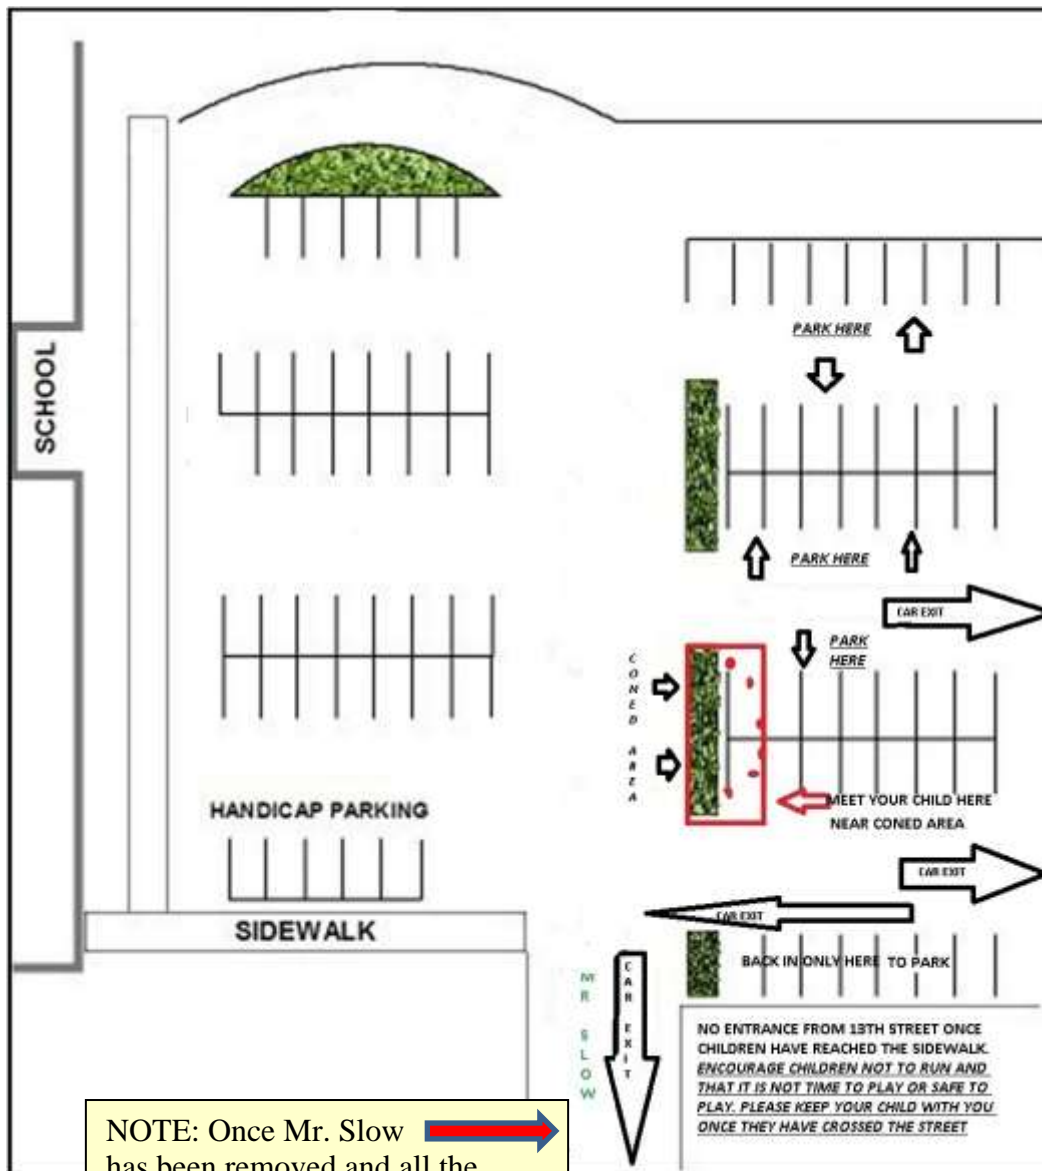 PARK HERE
SCHOOL
PARK HERE
CAR EXIT
PARK
HERE
CONED AREA
MEET YOUR CHILD HERE
NEAR CONED AREA
HANDICAP PARKING
CAR EXIT
CAR EXIT
SIDEWALK
BACK IN ONLY HERE TO PARK
MR SLOW
CAR EXIT
NO ENTRANCE FROM 13TH STREET ONCE
CHILDREN HAVE REACHED THE SIDEWALK.
ENCOURAGE CHILDREN NOT TO RUN AND
THAT IT IS NOT TIME TO PLAY OR SAFE TO
PLAY. PLEASE KEEP YOUR CHILD WITH YOU
ONCE THEY HAVE CROSSED THE STREET
NOTE: Once Mr. Slow
has been removed and all the